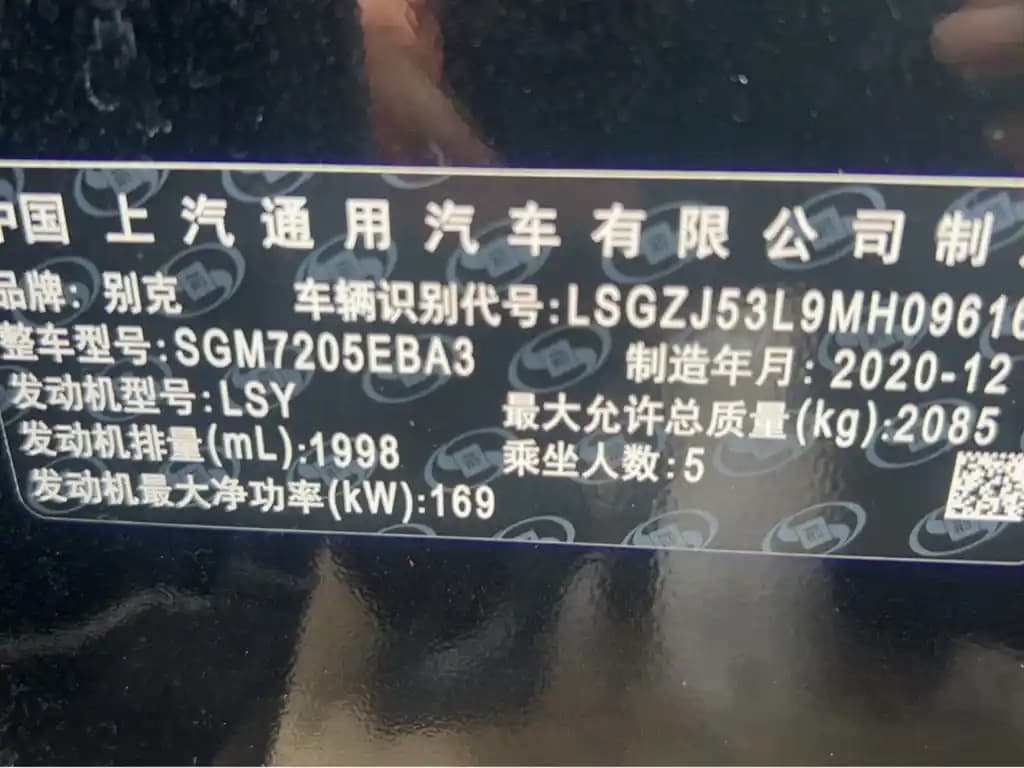 中国上汽通用汽车有限公司制
品牌: 别克 车辆识别代号:LSGZJ53L9MH09616
整车型号:SGM7205EBA3 制造年月: 2020-12
发动机型号:LSY 最大允许总质量(kg):2085
发动机排量(mL):1998 乘坐人数:5
发动机最大净功率(kW):169